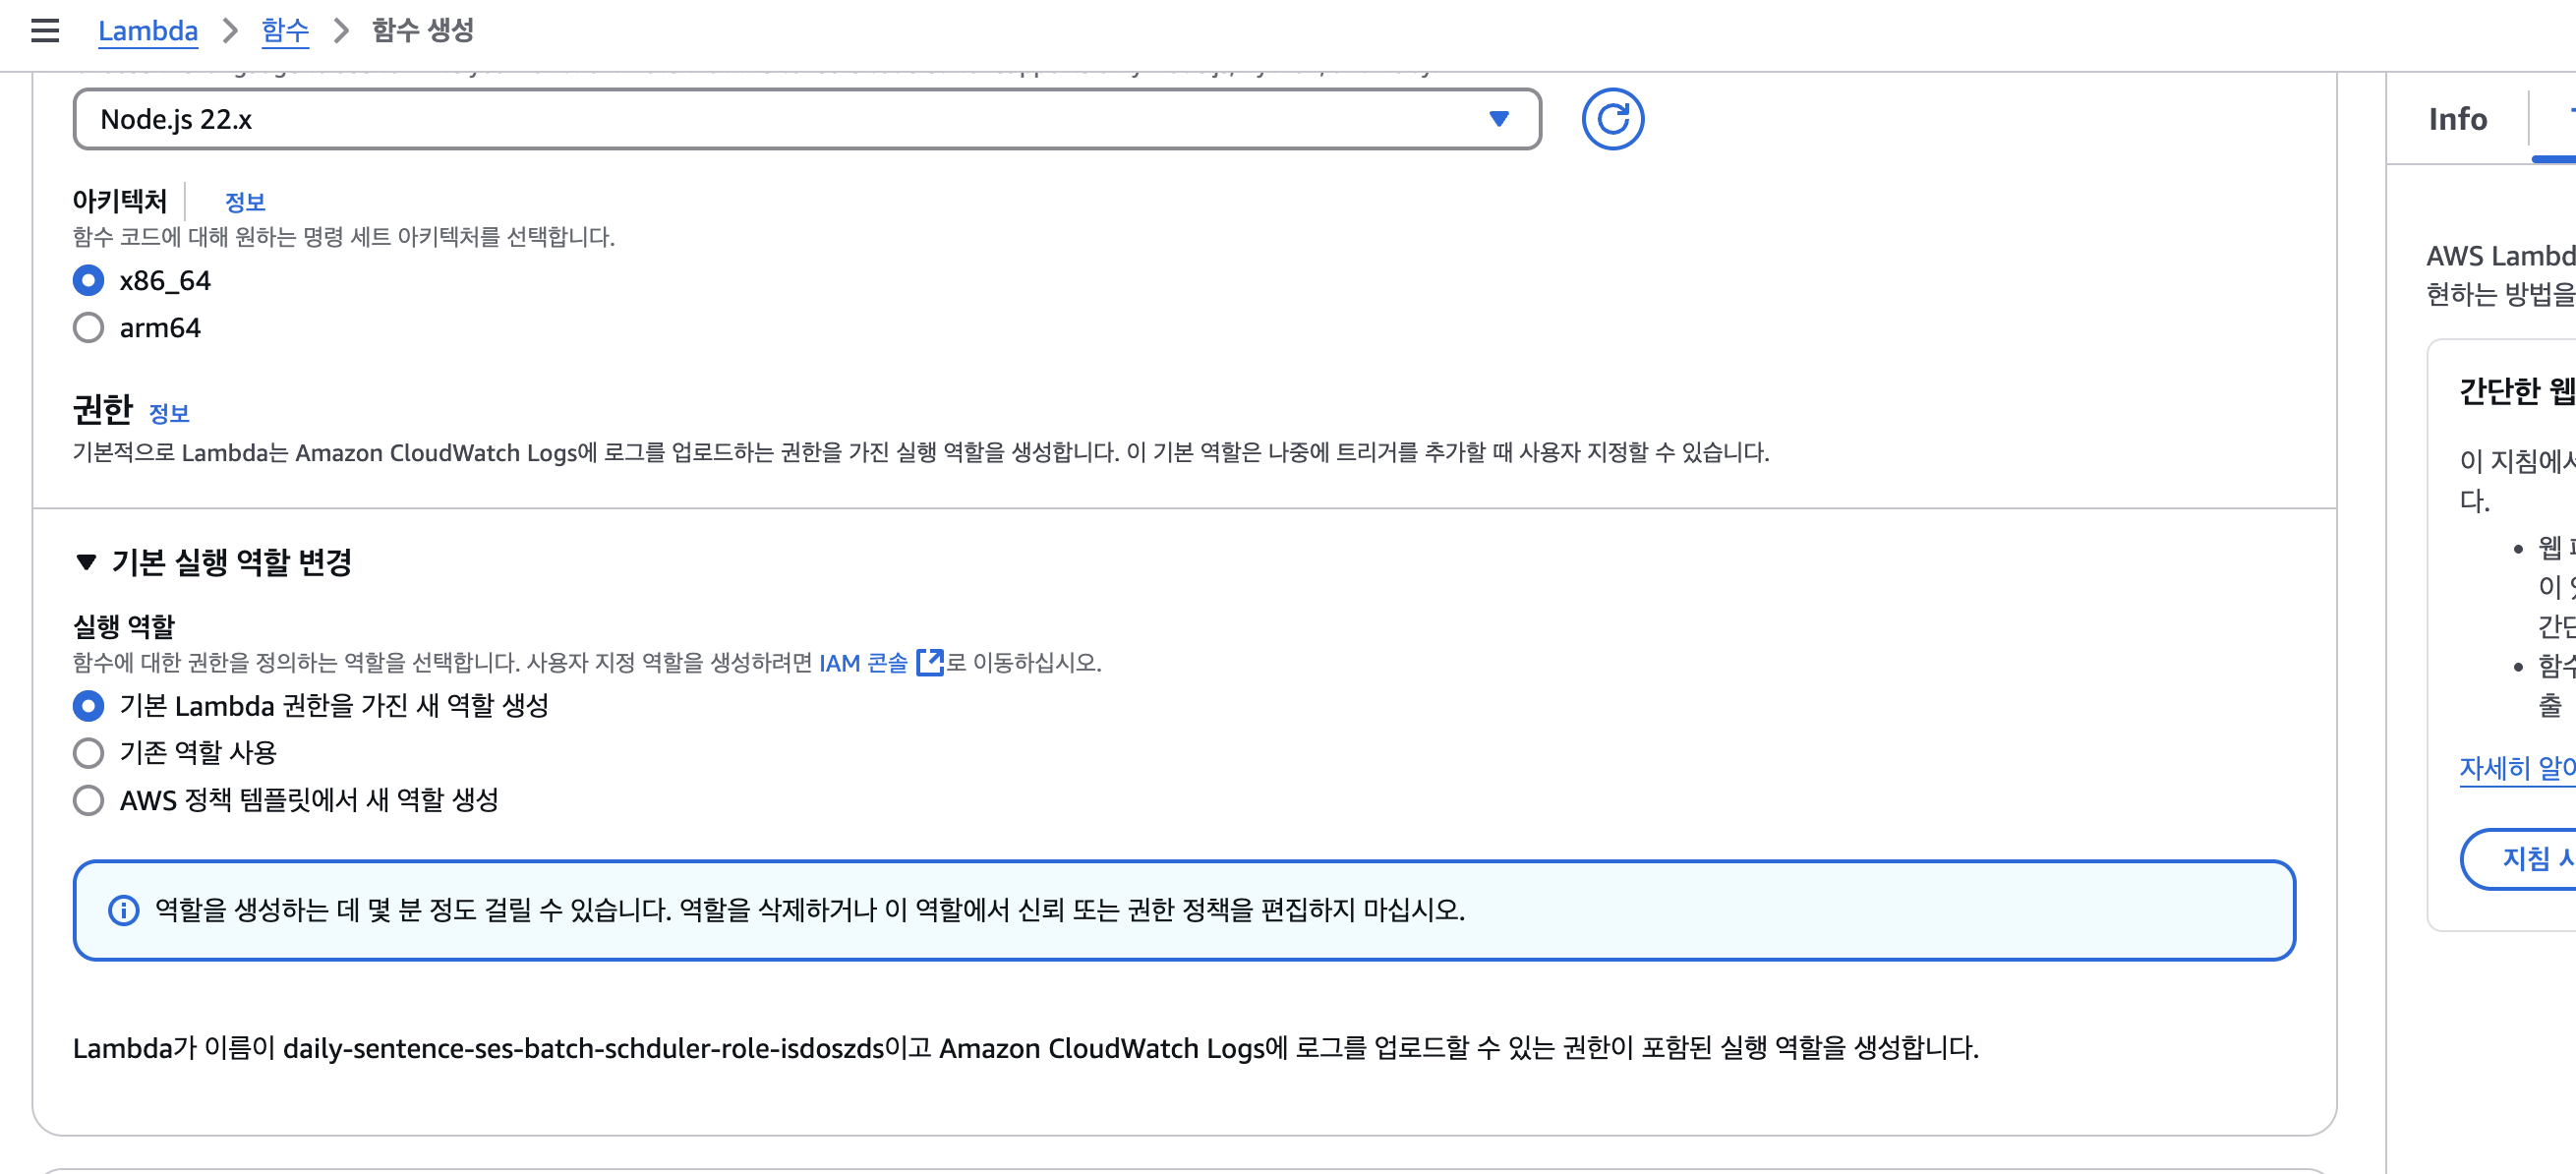 Lambda > 함수 > 함수 생성
Node.js 22.x
아키텍처 정보
함수 코드에 대해 원하는 명령 세트 아키텍처를 선택합니다.
x86_64
arm64
권한 정보
기본적으로 Lambda는 Amazon CloudWatch Logs에 로그를 업로드하는 권한을 가진 실행 역할을 생성합니다. 이 기본 역할은 나중에 트리거를 추가할 때 사용자 지정할 수 있습니다.
기본 실행 역할 변경
실행 역할
함수에 대한 권한을 정의하는 역할을 선택합니다. 사용자 지정 역할을 생성하려면 IAM 콘솔로 이동하십시오.
기본 Lambda 권한을 가진 새 역할 생성
기존 역할 사용
AWS 정책 템플릿에서 새 역할 생성
역할을 생성하는 데 몇 분 정도 걸릴 수 있습니다. 역할을 삭제하거나 이 역할에서 신뢰 또는 권한 정책을 편집하지 마십시오.
Lambda가 이름이 daily-sentence-ses-batch-schduler-role-isdoszds이고 Amazon CloudWatch Logs에 로그를 업로드할 수 있는 권한이 포함된 실행 역할을 생성합니다.
Info
AWS Lambd
현하는 방법을
간단한 웹
이 지침에서
다.
웹
이
간단
함수
출
자세히 알아
지침